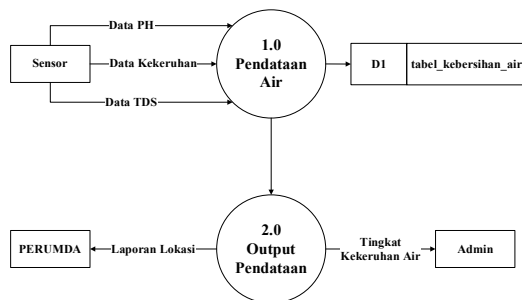 Data PH
Sensor
Data Kekeruhan
Data TDS
1.0
Pendataan
Air
D1
tabel_kebersihan_air
PERUMDA
Laporan Lokasi
2.0
Output
Pendataan
Tingkat
Kekeruhan Air
Admin